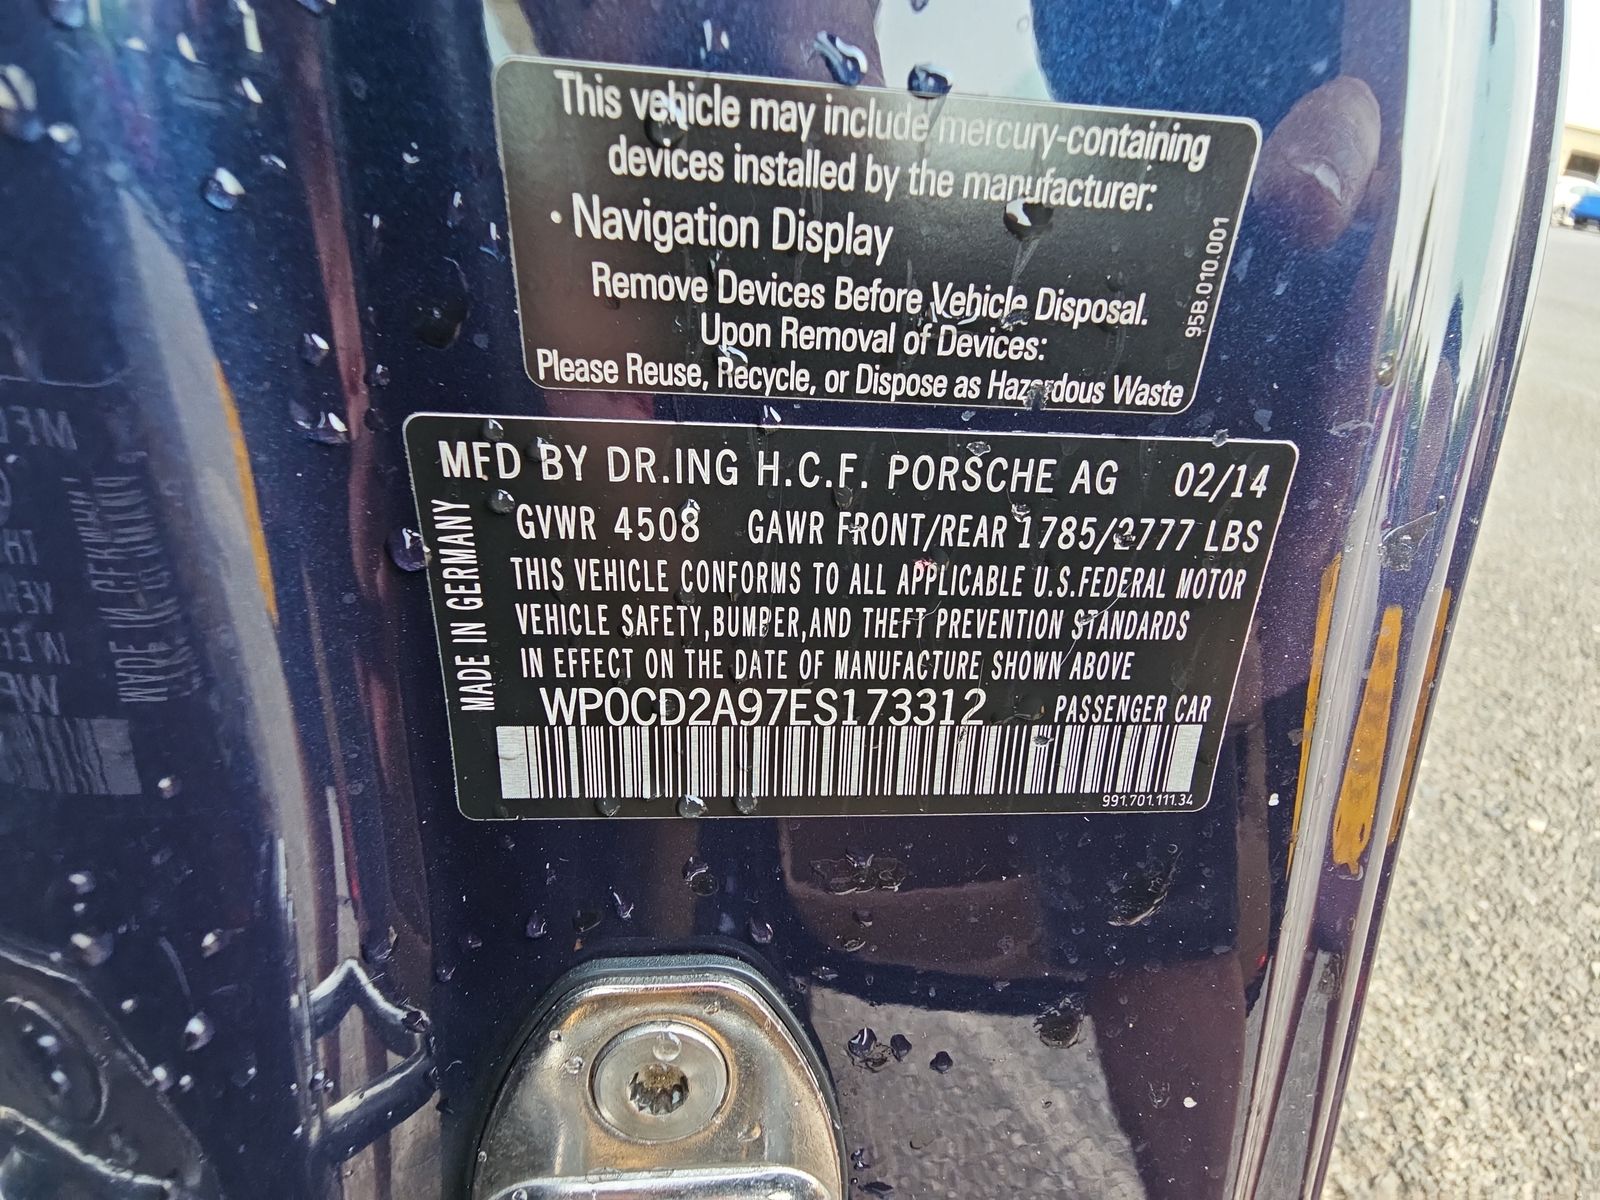 This vehicle may include mercury-containing
devices installed by the manufacturer:
• Navigation Display
Remove Devices Before Vehicle Disposal.
Upon Removal of Devices:
Please Reuse, Recycle, or Dispose as Hazardous Waste
95B.010.001
MFD BY DR.ING H.C.F. PORSCHE AG 02/14
GVWR 4508 GAWR FRONT/REAR 1785/2777 LBS
THIS VEHICLE CONFORMS TO ALL APPLICABLE U.S.FEDERAL MOTOR
VEHICLE SAFETY,BUMPER,AND THEFT PREVENTION STANDARDS
IN EFFECT ON THE DATE OF MANUFACTURE SHOWN ABOVE
WP0CD2A97ES173312 PASSENGER CAR
MADE IN GERMANY
991.701.111.34